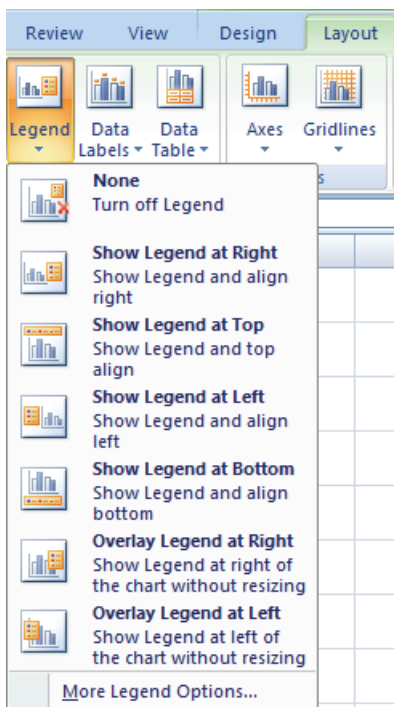 Review View Design Layout
Legend Data Labels Data Table Axes Gridlines
s
None
Turn off Legend
Show Legend at Right
Show Legend and align
right
Show Legend at Top
Show Legend and top
align
Show Legend at Left
Show Legend and align
left
Show Legend at Bottom
Show Legend and align
bottom
Overlay Legend at Right
Show Legend at right of
the chart without resizing
Overlay Legend at Left
Show Legend at left of
the chart without resizing
More Legend Options...